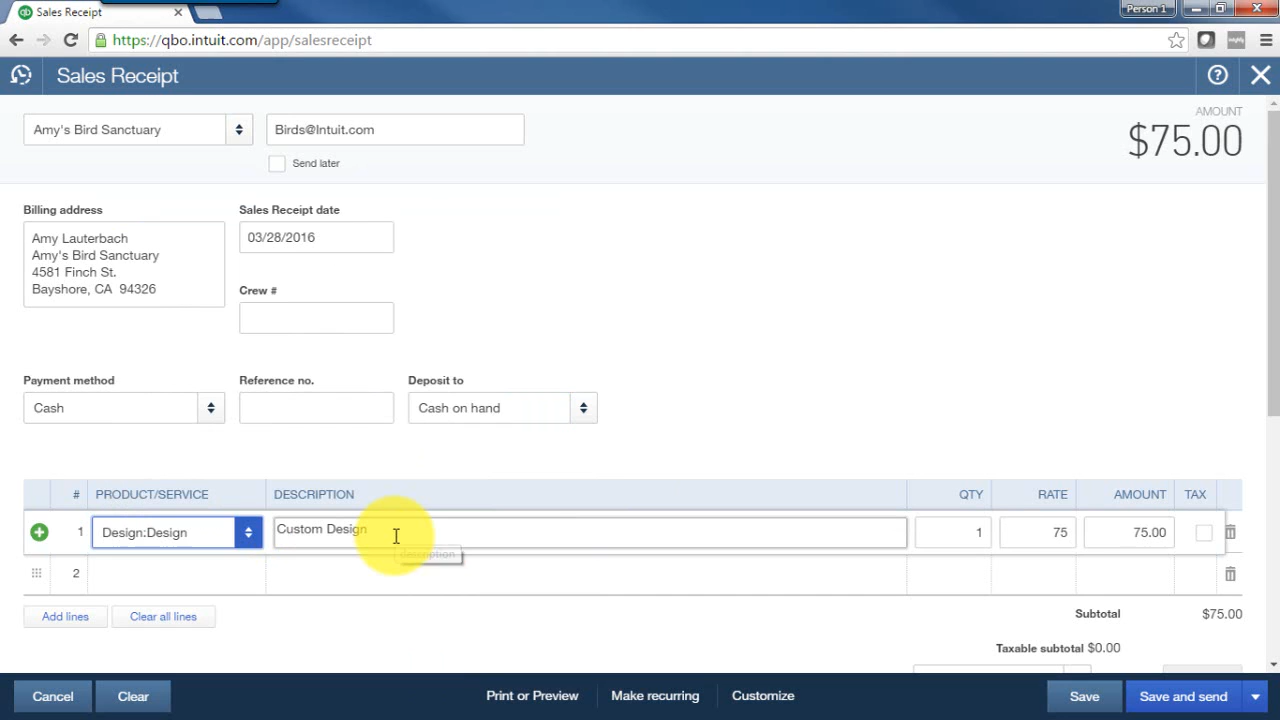 Sales Receipt
Person 1
https://qbo.intuit.com/app/salesreceipt
Sales Receipt
Amy's Bird Sanctuary
Birds@Intuit.com
AMOUNT
$75.00
Send later
Billing address
Sales Receipt date
Amy Lauterbach
Amy's Bird Sanctuary
4581 Finch St.
Bayshore, CA 94326
03/28/2016
Crew #
Payment method
Reference no.
Deposit to
Cash
Cash on hand
# PRODUCT/SERVICE DESCRIPTION QTY RATE AMOUNT TAX
1 Design:Design Custom Design 1 75 75.00
description
2
Add lines
Clear all lines
Subtotal $75.00
Taxable subtotal $0.00
Cancel
Clear
Print or Preview
Make recurring
Customize
Save
Save and send